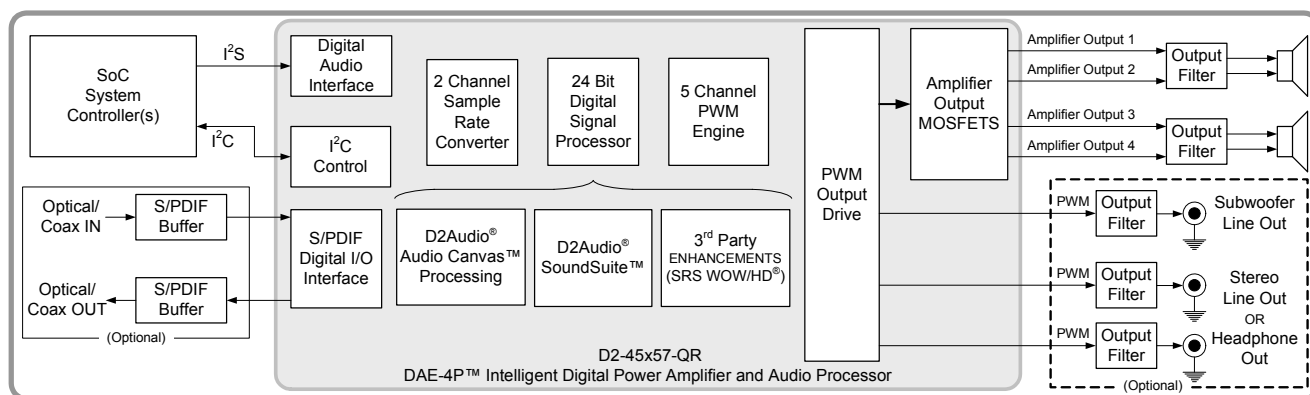 SoC
System
Controller(s)
I²S
I²C
Digital
Audio
Interface
I²C
Control
2 Channel
Sample
Rate
Converter
24 Bit
Digital
Signal
Processor
5 Channel
PWM
Engine
PWM
Output
Drive
Amplifier
Output
MOSFETS
Amplifier Output 1
Amplifier Output 2
Amplifier Output 3
Amplifier Output 4
Output
Filter
Output
Filter
Optical/
Coax IN
S/PDIF
Buffer
Optical/
Coax OUT
S/PDIF
Buffer
(Optional)
S/PDIF
Digital I/O
Interface
D2Audio®
Audio Canvas™
Processing
D2Audio®
SoundSuite™
3rd Party
ENHANCEMENTS
(SRS WOW/HD®)
PWM
Output
Filter
Subwoofer
Line Out
PWM
Output
Filter
Stereo
Line Out
OR
Headphone
Out
PWM
Output
Filter
(Optional)
D2-45x57-QR
DAE-4P™ Intelligent Digital Power Amplifier and Audio Processor